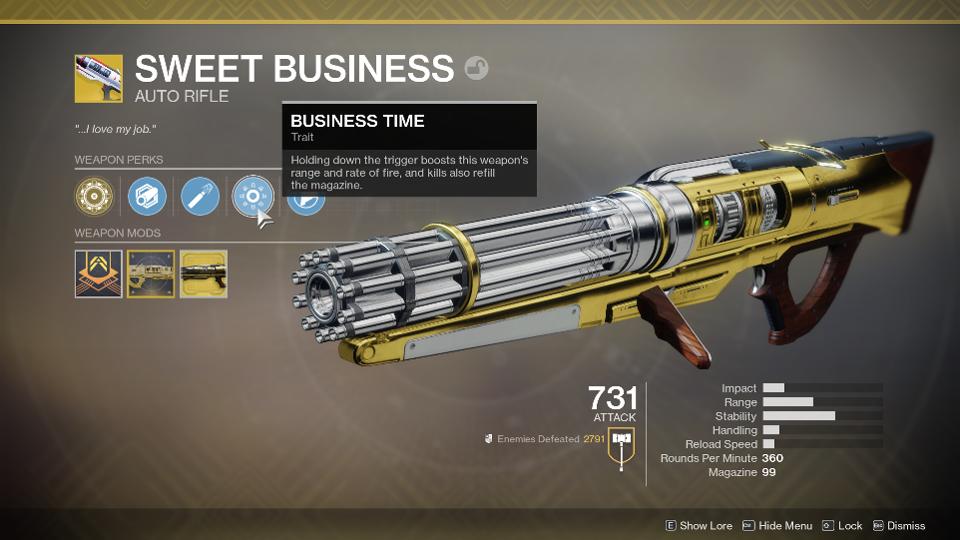 SWEET BUSINESS
AUTO RIFLE
"...I love my job."
BUSINESS TIME
Trait
Holding down the trigger boosts this weapon's
range and rate of fire, and kills also refill
the magazine.
WEAPON PERKS
WEAPON MODS
731
ATTACK
Enemies Defeated 2791
Impact
Range
Stability
Handling
Reload Speed
Rounds Per Minute 360
Magazine 99
E Show Lore
Hide Menu
Lock
Dismiss